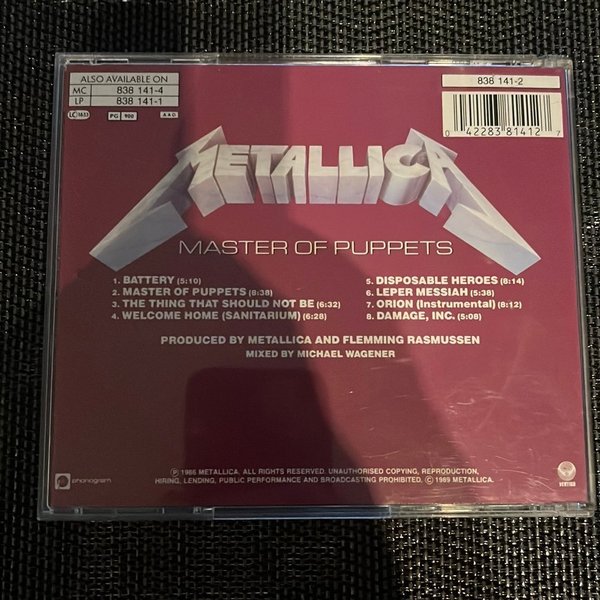 ALSO AVAILABLE ON
MC 838 141-4
LP 838 141-1
LC 1633 PG 900 AAD
838 141-2
0 42283 81412 7
METALLICA
MASTER OF PUPPETS
1. BATTERY (5:10)
2. MASTER OF PUPPETS (8:38)
3. THE THING THAT SHOULD NOT BE (6:32)
4. WELCOME HOME (SANITARIUM) (6:28)
5. DISPOSABLE HEROES (8:14)
6. LEPER MESSIAH (5:38)
7. ORION (Instrumental) (8:12)
8. DAMAGE, INC. (5:08)
PRODUCED BY METALLICA AND FLEMMING RASMUSSEN
MIXED BY MICHAEL WAGENER
Ⓟ 1986 METALLICA. ALL RIGHTS RESERVED. UNAUTHORISED COPYING, REPRODUCTION,
HIRING, LENDING, PUBLIC PERFORMANCE AND BROADCASTING PROHIBITED. © 1989 METALLICA.
phonogram
VERTIGO